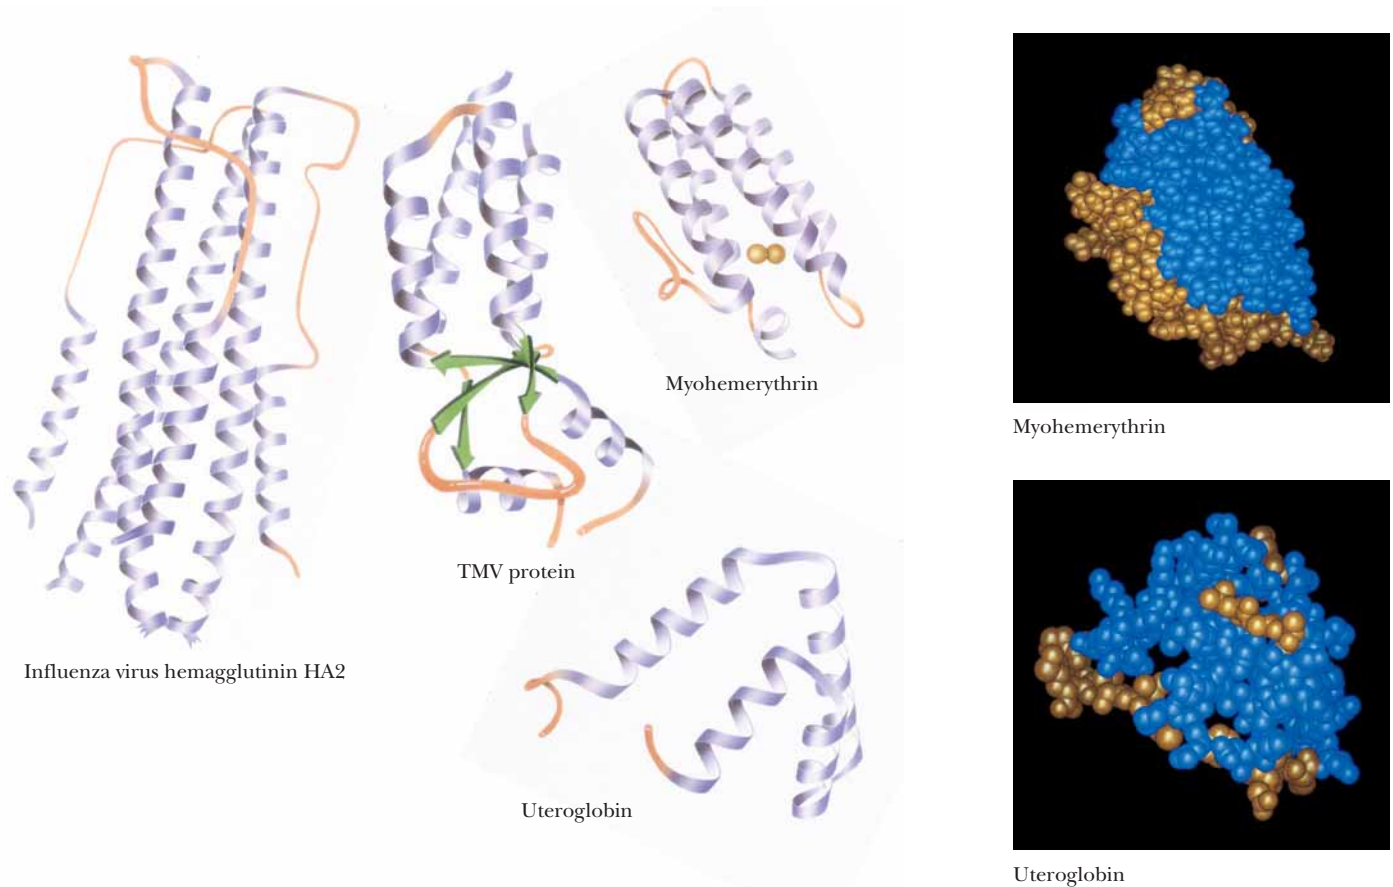 Myohemerythrin
Myohemerythrin
TMV protein
Influenza virus hemagglutinin HA2
Uteroglobin
Uteroglobin